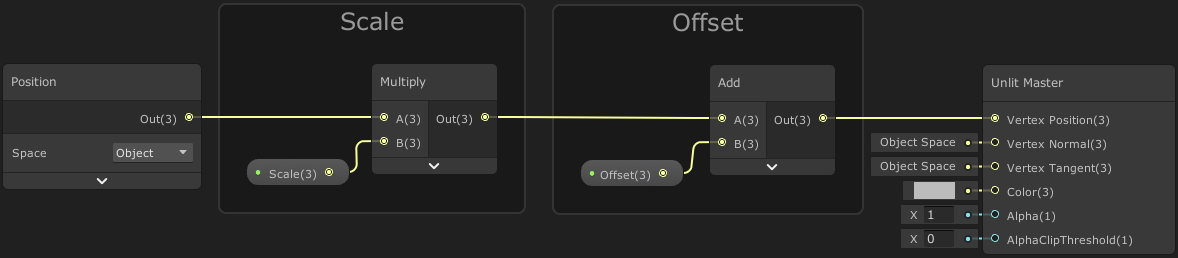 Scale
Offset
Position
Out(3)
Space
Object
Multiply
A(3)
Out(3)
B(3)
Scale(3)
Add
A(3)
Out(3)
B(3)
Offset(3)
Unlit Master
Vertex Position(3)
Object Space
Vertex Normal(3)
Object Space
Vertex Tangent(3)
Color(3)
X 1
Alpha(1)
X 0
AlphaClipThreshold(1)